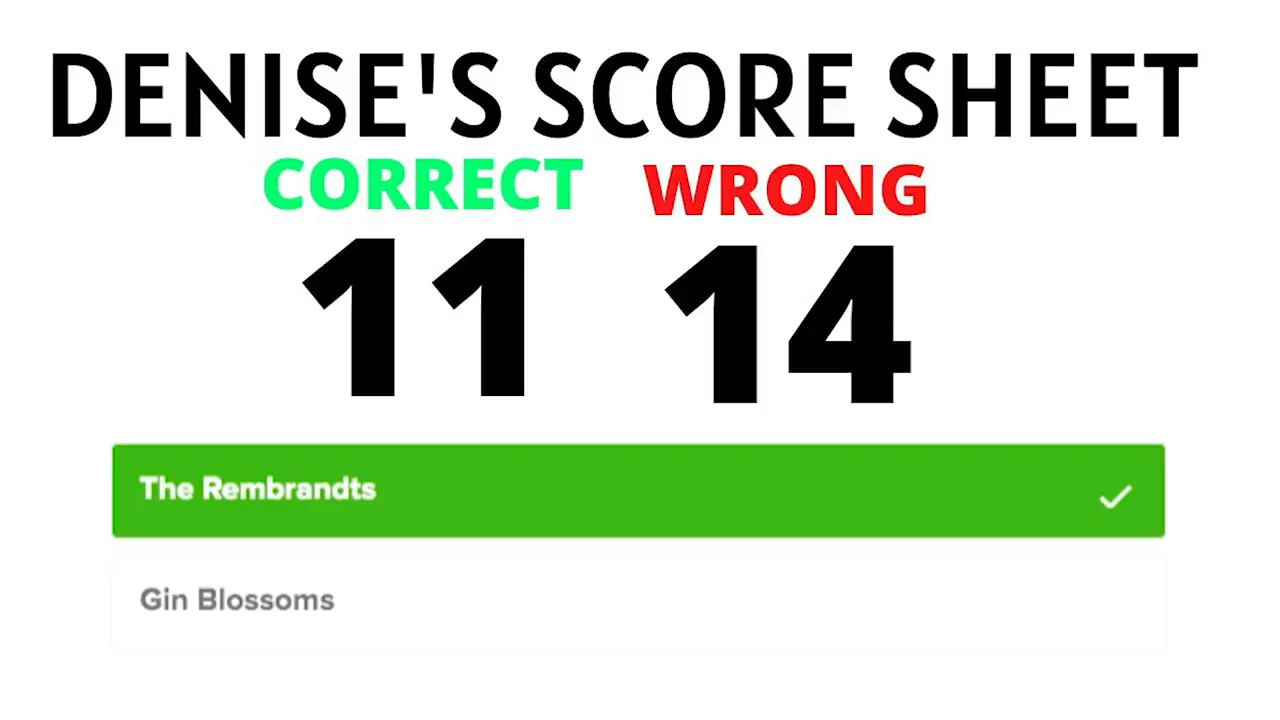 DENISE'S SCORE SHEET
CORRECT WRONG
11 14
The Rembrandts
Gin Blossoms